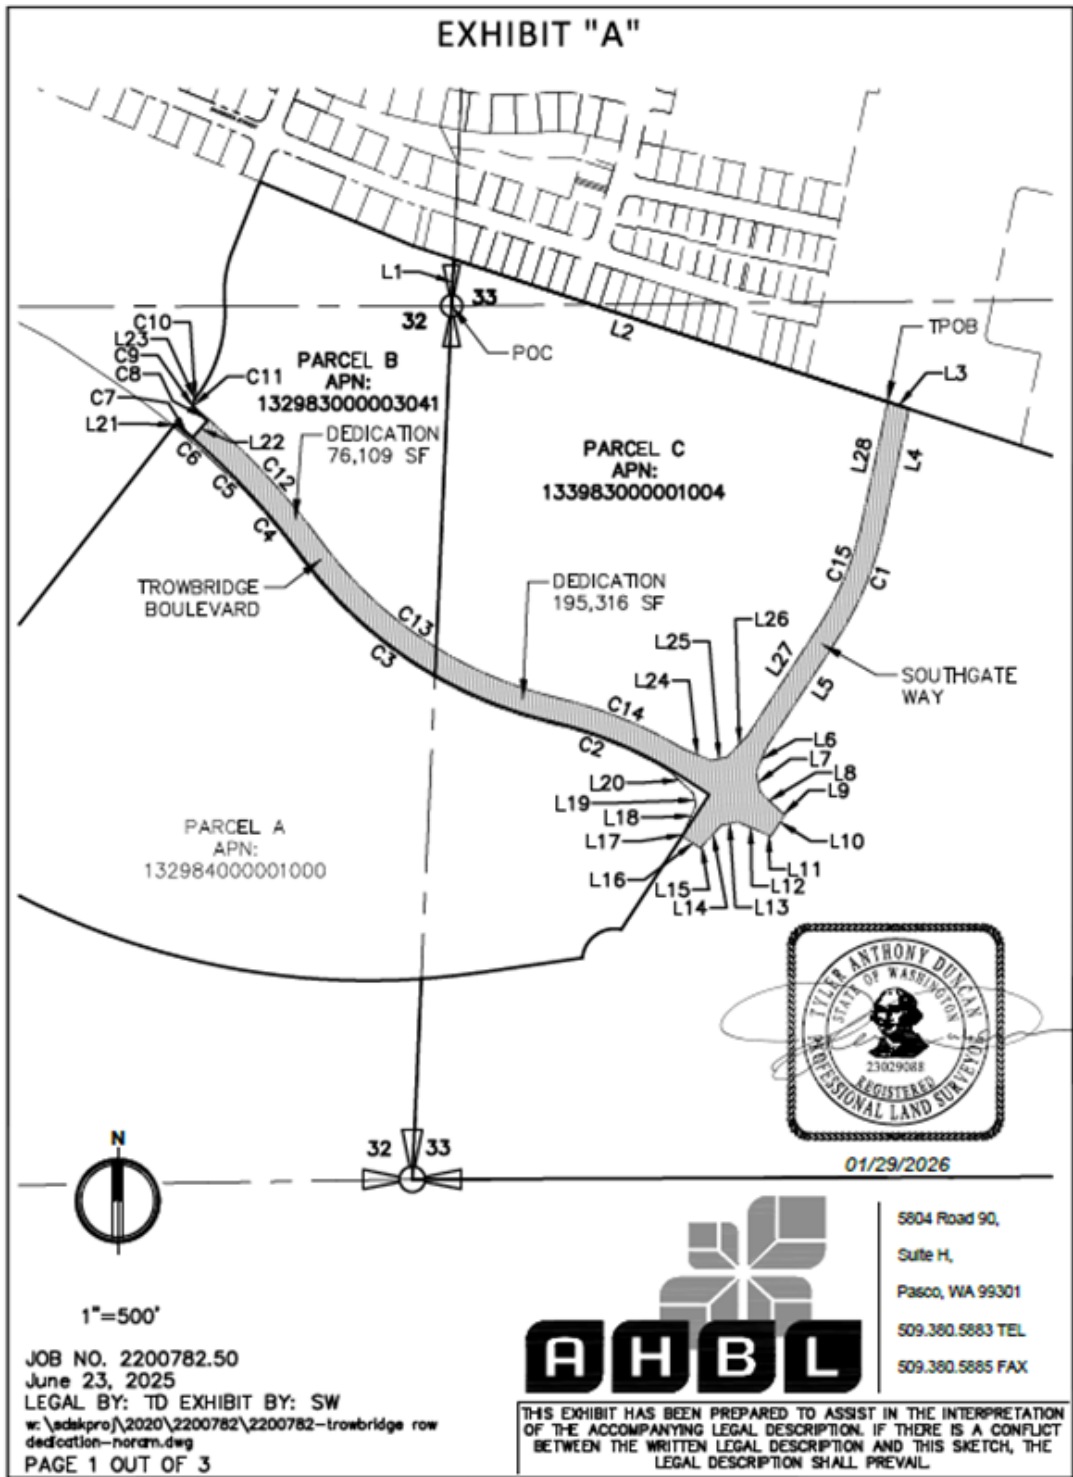 EXHIBIT "A"
L1
33
32
POC
L2
TPOB
L3
C10
L23
C9
C8
C11
C7
L21
L22
C6
C5
C12
C4
PARCEL B
APN:
132983000003041
DEDICATION
76,109 SF
PARCEL C
APN:
133983000001004
L28
L4
C15
C1
TROWBRIDGE
BOULEVARD
C13
C3
DEDICATION
195,316 SF
L26
L25
L24
L27
L5
SOUTHGATE
WAY
C14
C2
L6
L7
L8
L9
L10
L11
L12
L13
L14
L15
L16
L17
L18
L19
L20
PARCEL A
APN:
132984000001000
TYLER ANTHONY DUNCAN
STATE OF WASHINGTON
23029088
REGISTERED
PROFESSIONAL LAND SURVEYOR
01/29/2026
32 33
N
1"=500'
JOB NO. 2200782.50
June 23, 2025
LEGAL BY: TD EXHIBIT BY: SW
w:\sdskproj\2020\2200782\2200782-trowbridge row
dedication-noram.dwg
PAGE 1 OUT OF 3
AHBL
5804 Road 90,
Suite H,
Pasco, WA 99301
509.380.5883 TEL
509.380.5885 FAX
THIS EXHIBIT HAS BEEN PREPARED TO ASSIST IN THE INTERPRETATION
OF THE ACCOMPANYING LEGAL DESCRIPTION. IF THERE IS A CONFLICT
BETWEEN THE WRITTEN LEGAL DESCRIPTION AND THIS SKETCH, THE
LEGAL DESCRIPTION SHALL PREVAIL.